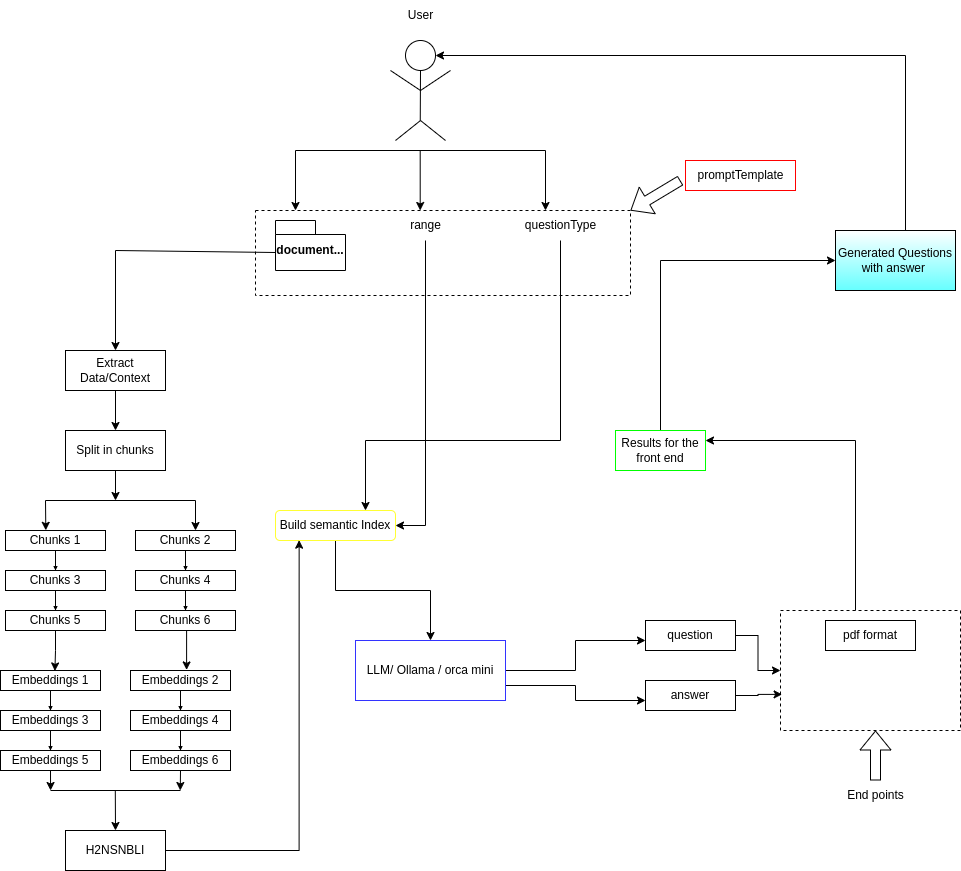 User
promptTemplate
range
questionType
document...
Generated Questions
with answer
Extract
Data/Context
Split in chunks
Results for the
front end
Build semantic Index
Chunks 1
Chunks 2
Chunks 3
Chunks 4
Chunks 5
Chunks 6
Embeddings 1
Embeddings 2
Embeddings 3
Embeddings 4
Embeddings 5
Embeddings 6
H2NSNBLI
LLM/ Ollama / orca mini
question
answer
pdf format
End points